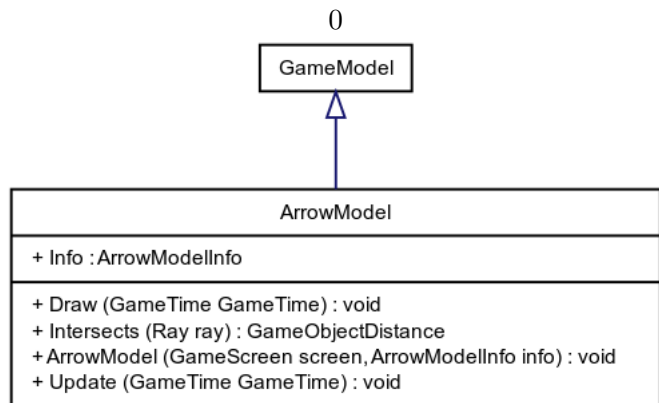 0
GameModel
ArrowModel
+ Info : ArrowModelInfo
+ Draw (GameTime GameTime) : void
+ Intersects (Ray ray) : GameObjectDistance
+ ArrowModel (GameScreen screen, ArrowModelInfo info) : void
+ Update (GameTime GameTime) : void